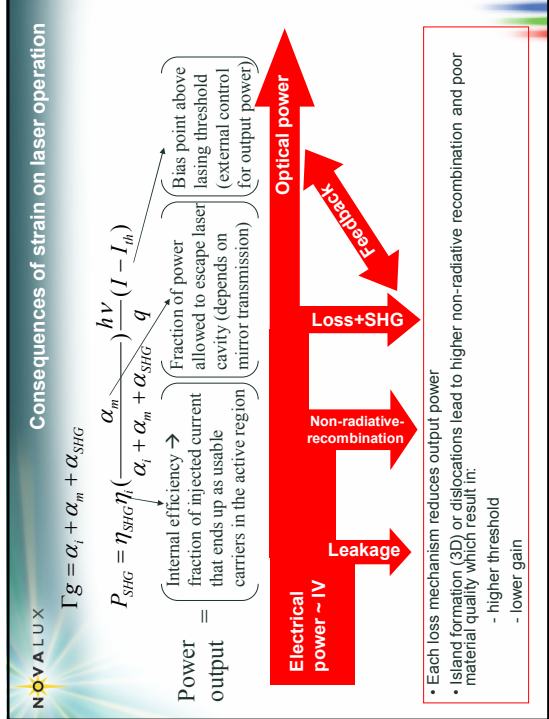 NOVALUX
Consequences of strain on laser operation
Γg = α_i + α_m + α_SHG
P_SHG = η_SHG η_i ( α_m / (α_i + α_m + α_SHG) ) hν/q (I − I_th)
Power
output
=
Internal efficiency →
fraction of injected current
that ends up as usable
carriers in the active region
Fraction of power
allowed to escape laser
cavity (depends on
mirror transmission)
Bias point above
lasing threshold
(external control
for output power)
Electrical
power ~ IV
Leakage
Non-radiative-
recombination
Loss+SHG
Feedback
Optical power
• Each loss mechanism reduces output power
• Island formation (3D) or dislocations lead to higher non-radiative recombination and poor
material quality which result in:
- higher threshold
- lower gain